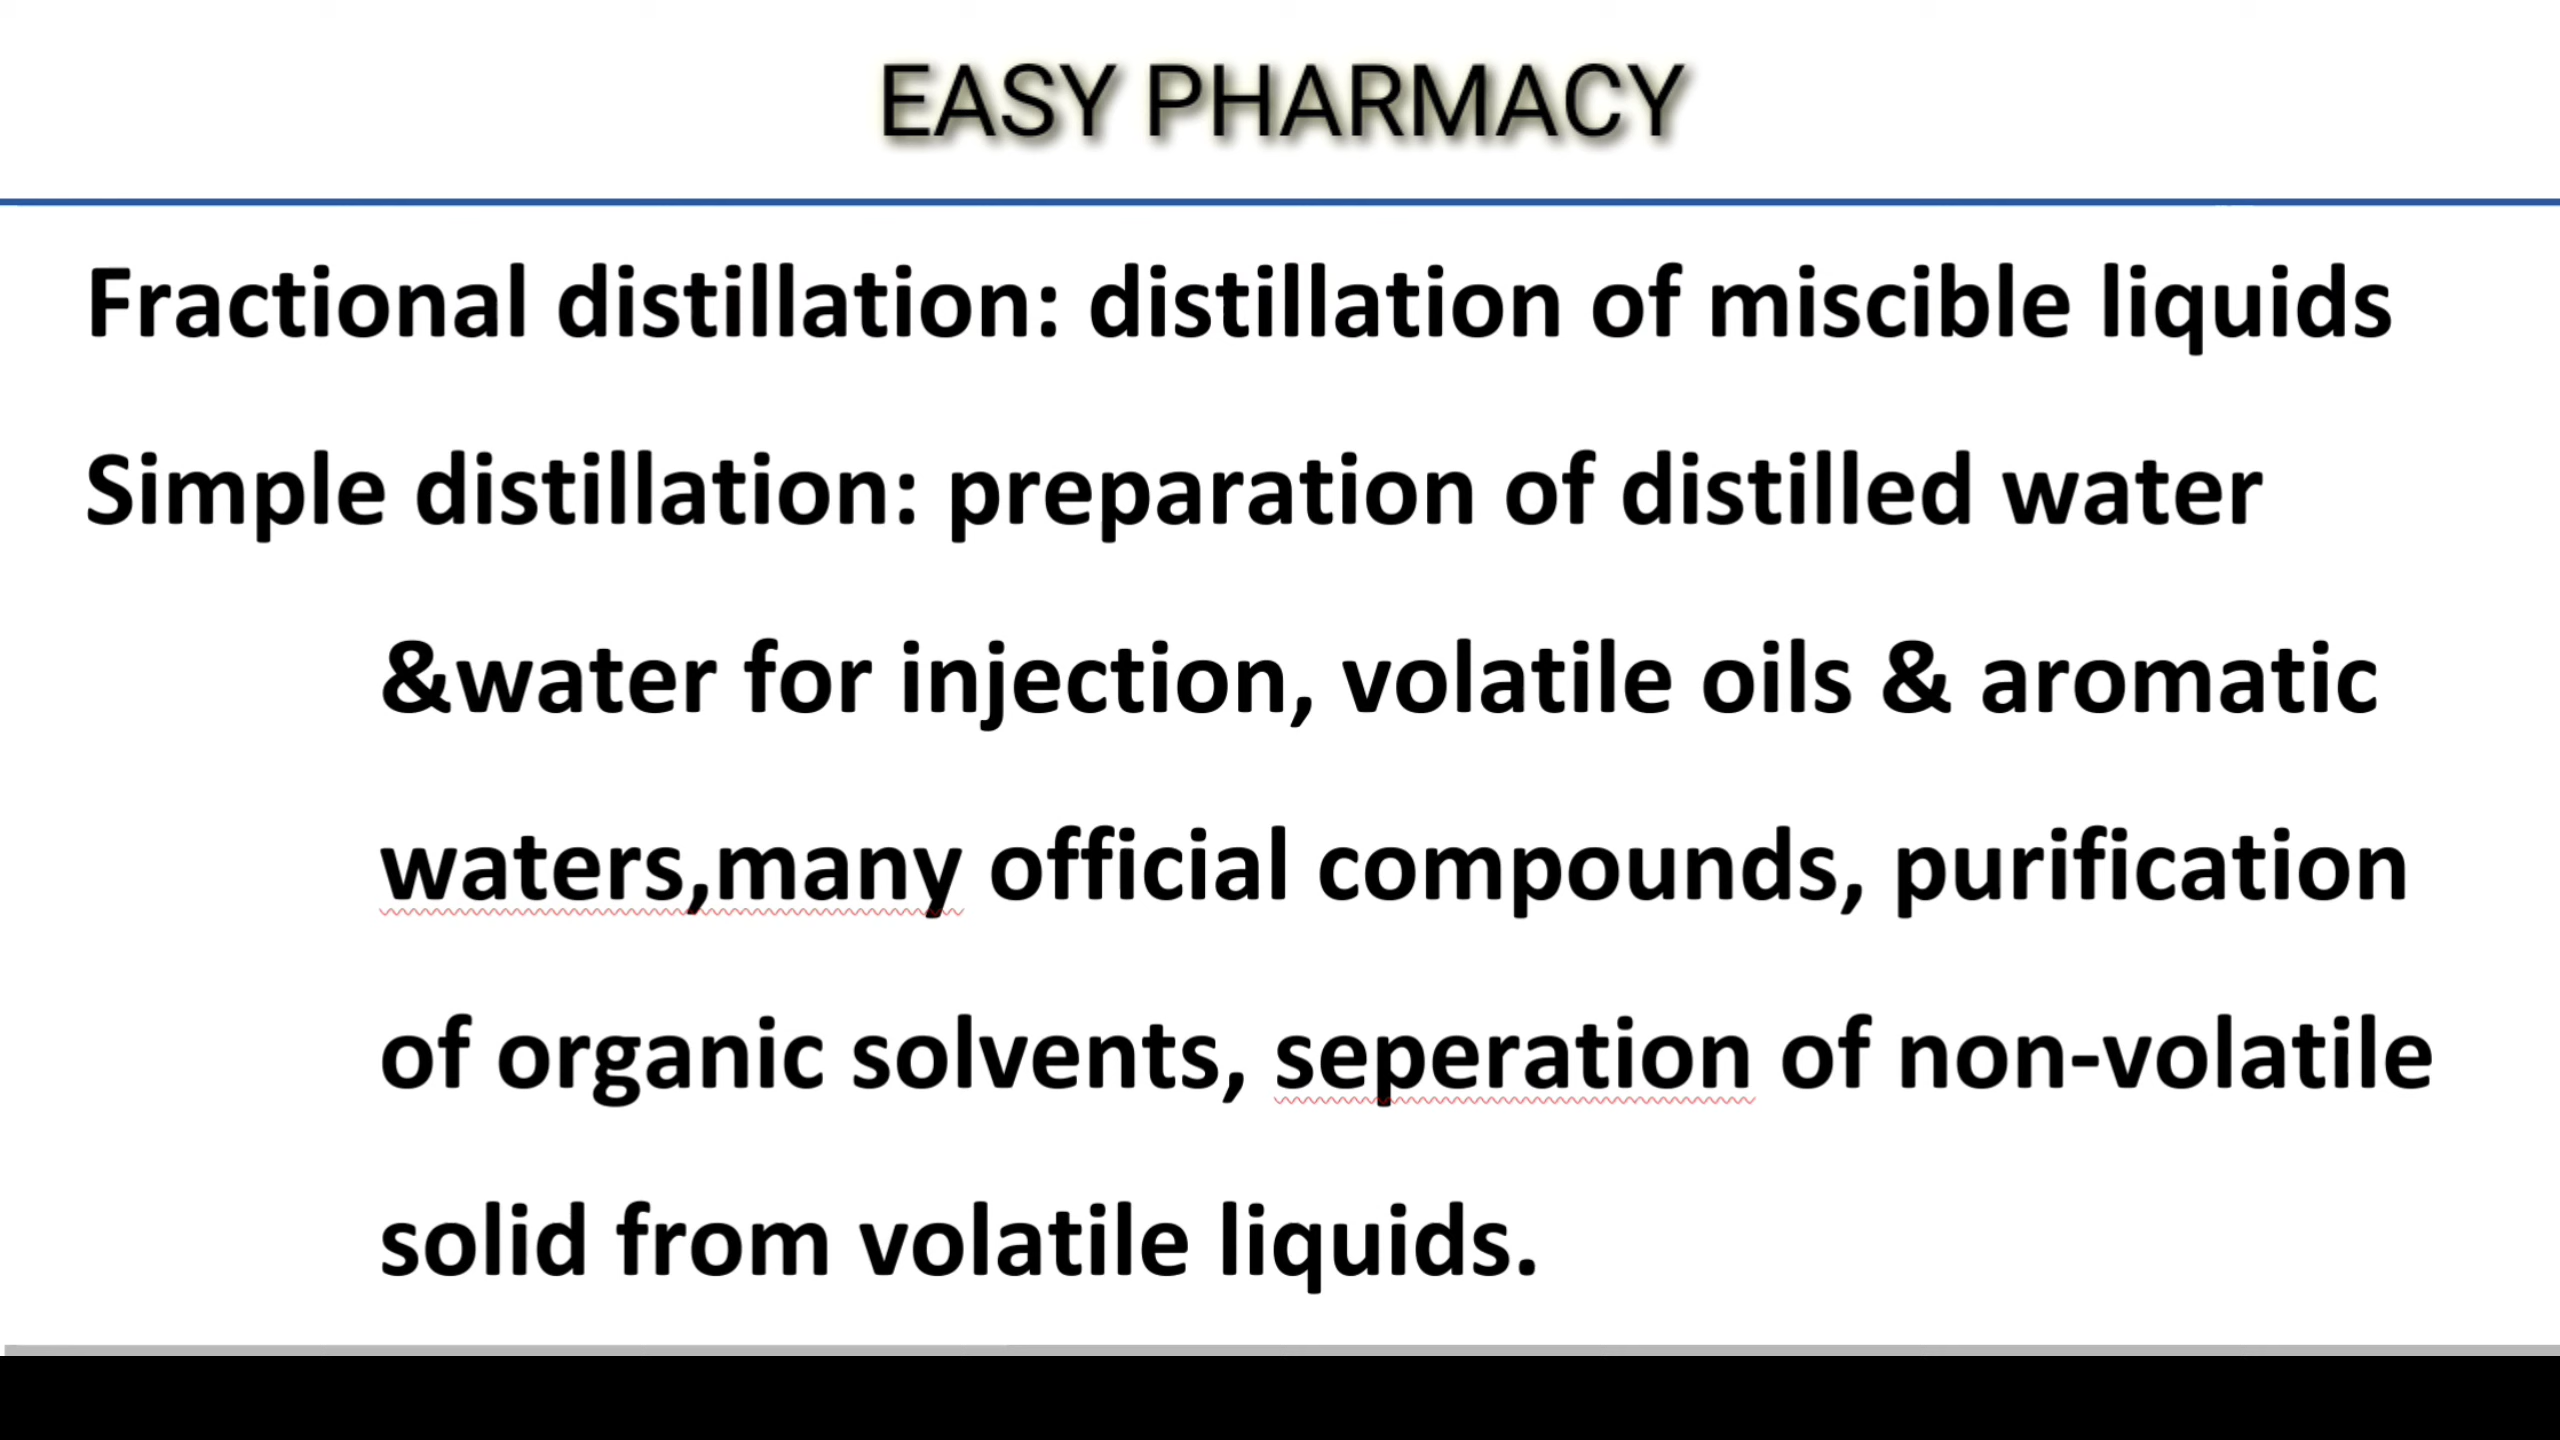 EASY PHARMACY
Fractional distillation: distillation of miscible liquids
Simple distillation: preparation of distilled water
&water for injection, volatile oils & aromatic
waters,many official compounds, purification
of organic solvents, seperation of non-volatile
solid from volatile liquids.